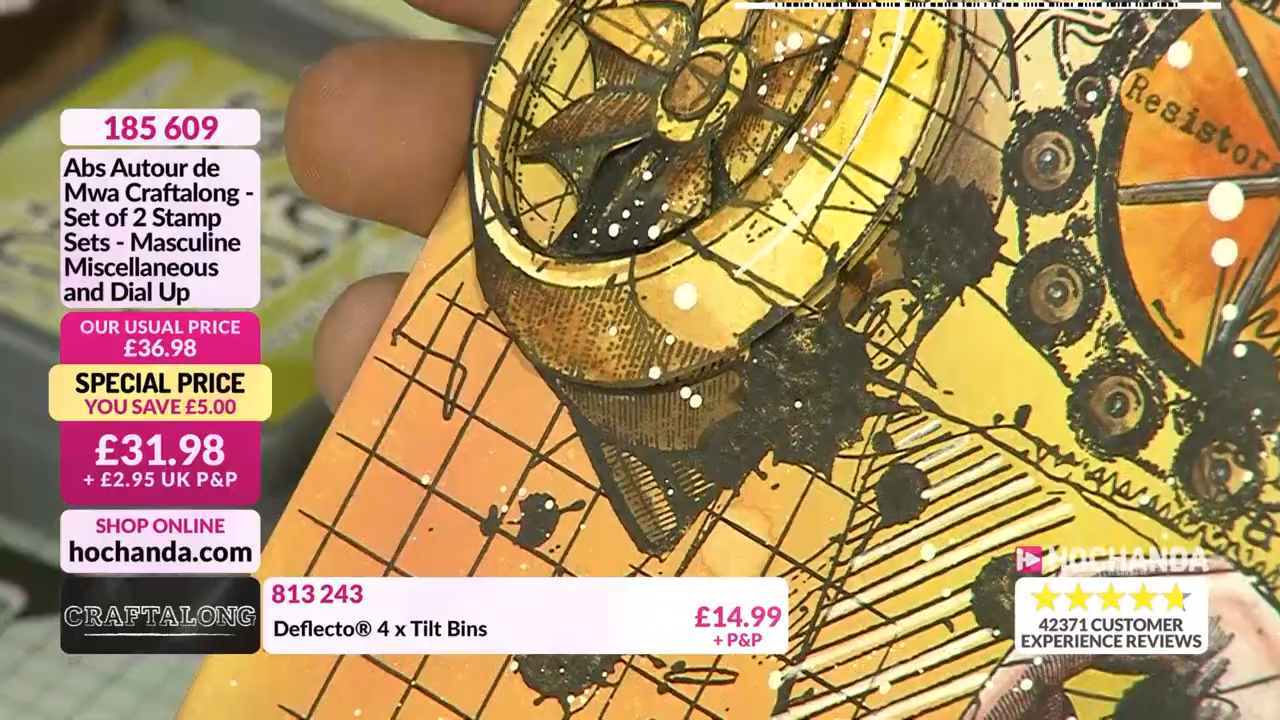 185 609
Abs Autour de
Mwa Craftalong -
Set of 2 Stamp
Sets - Masculine
Miscellaneous
and Dial Up
OUR USUAL PRICE
£36.98
SPECIAL PRICE
YOU SAVE £5.00
£31.98
+ £2.95 UK P&P
SHOP ONLINE
hochanda.com
CRAFTALONG
813 243
Deflecto® 4 x Tilt Bins
£14.99
+ P&P
Resistor
HOCHANDA
42371 CUSTOMER
EXPERIENCE REVIEWS